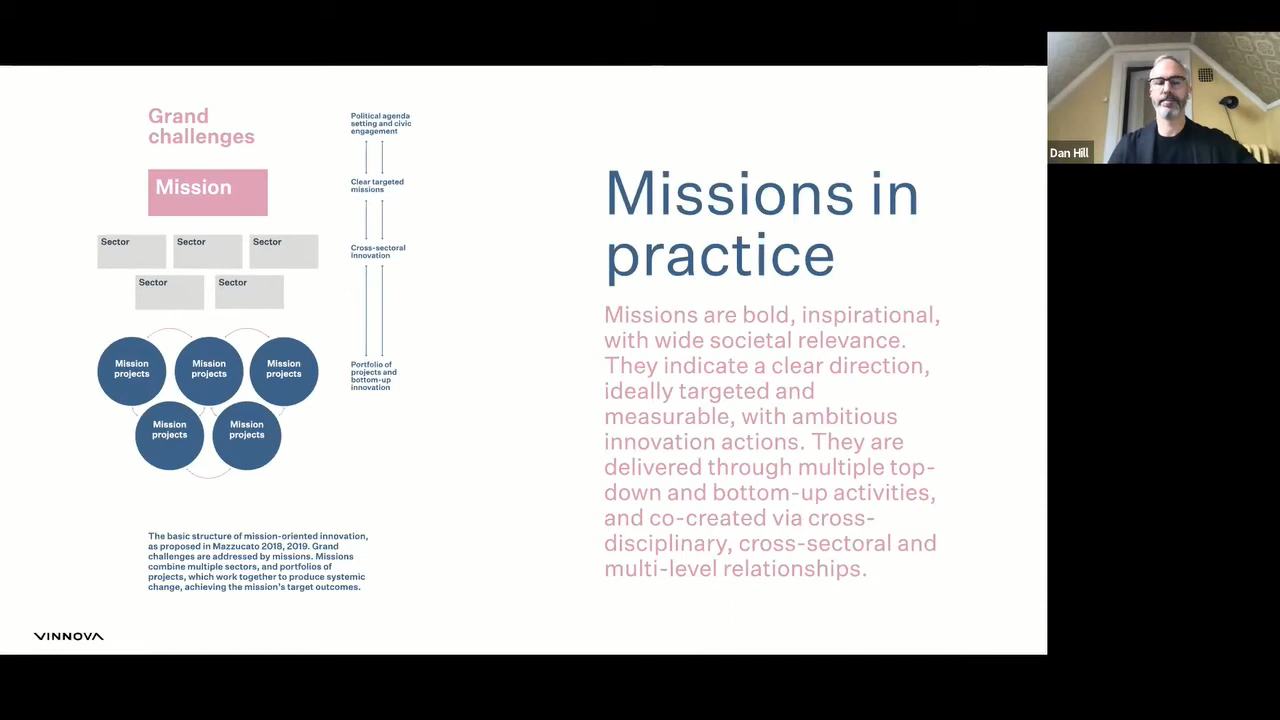 Grand
challenges
Mission
Sector
Sector
Sector
Sector
Sector
Mission
projects
Mission
projects
Mission
projects
Mission
projects
Mission
projects
Political agenda
setting and civic
engagement
Clear targeted
missions
Cross-sectoral
Innovation
Portfolio of
projects and
bottom-up
innovation
The basic structure of mission-oriented innovation,
as proposed in Mazzucato 2018, 2019. Grand
challenges are addressed by missions. Missions
combine multiple sectors, and portfolios of
projects, which work together to produce systemic
change, achieving the mission's target outcomes.
VINNOVA
Missions in
practice
Missions are bold, inspirational,
with wide societal relevance.
They indicate a clear direction,
ideally targeted and
measurable, with ambitious
innovation actions. They are
delivered through multiple top-
down and bottom-up activities,
and co-created via cross-
disciplinary, cross-sectoral and
multi-level relationships.
Dan Hill